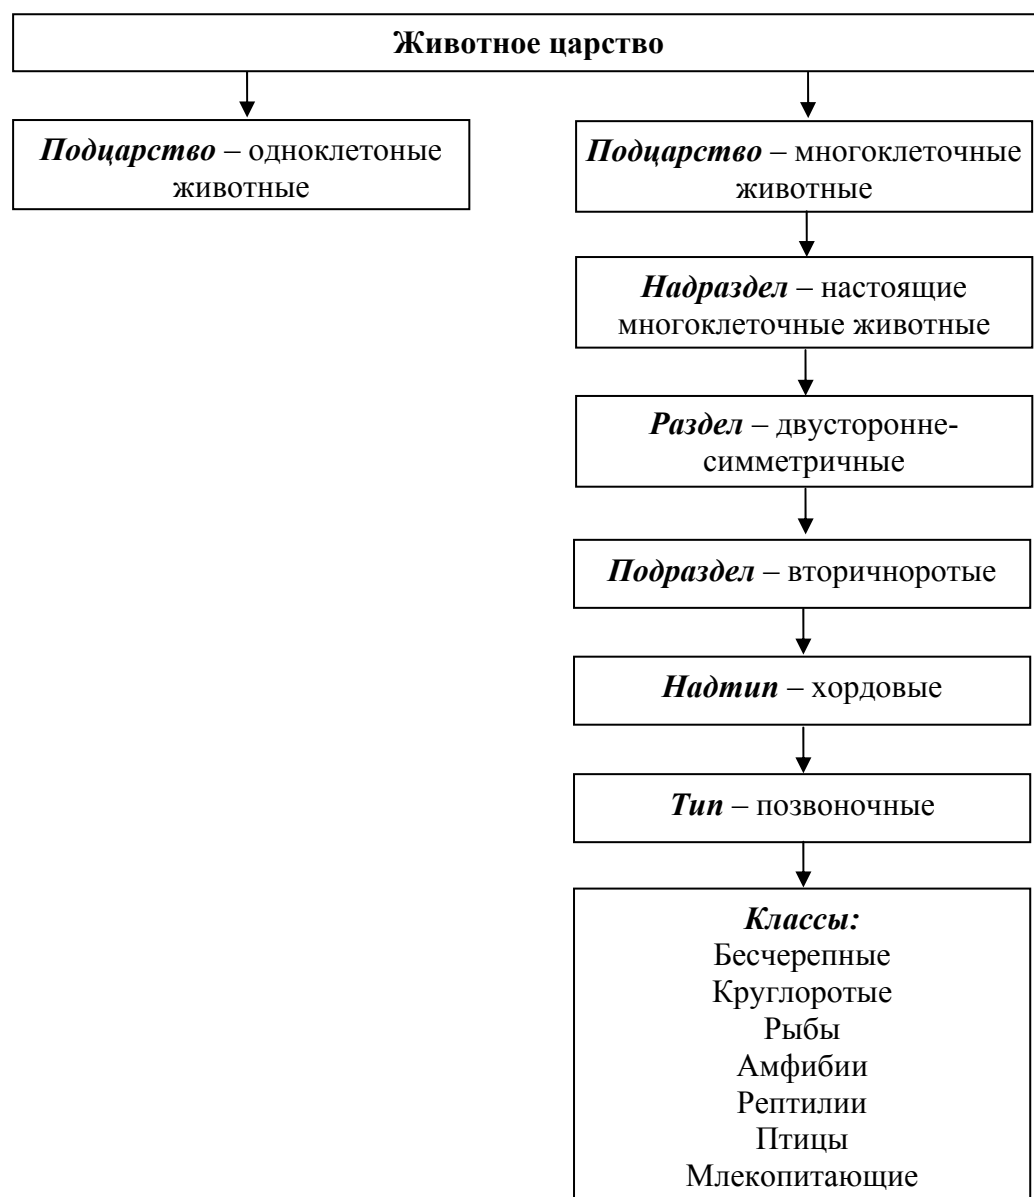 Животное царство
Подцарство – одноклетоные
животные
Подцарство – многоклеточные
животные
Надраздел – настоящие
многоклеточные животные
Раздел – двусторонне-
симметричные
Подраздел – вторичноротые
Надтип – хордовые
Тип – позвоночные
Классы:
Бесчерепные
Круглоротые
Рыбы
Амфибии
Рептилии
Птицы
Млекопитающие